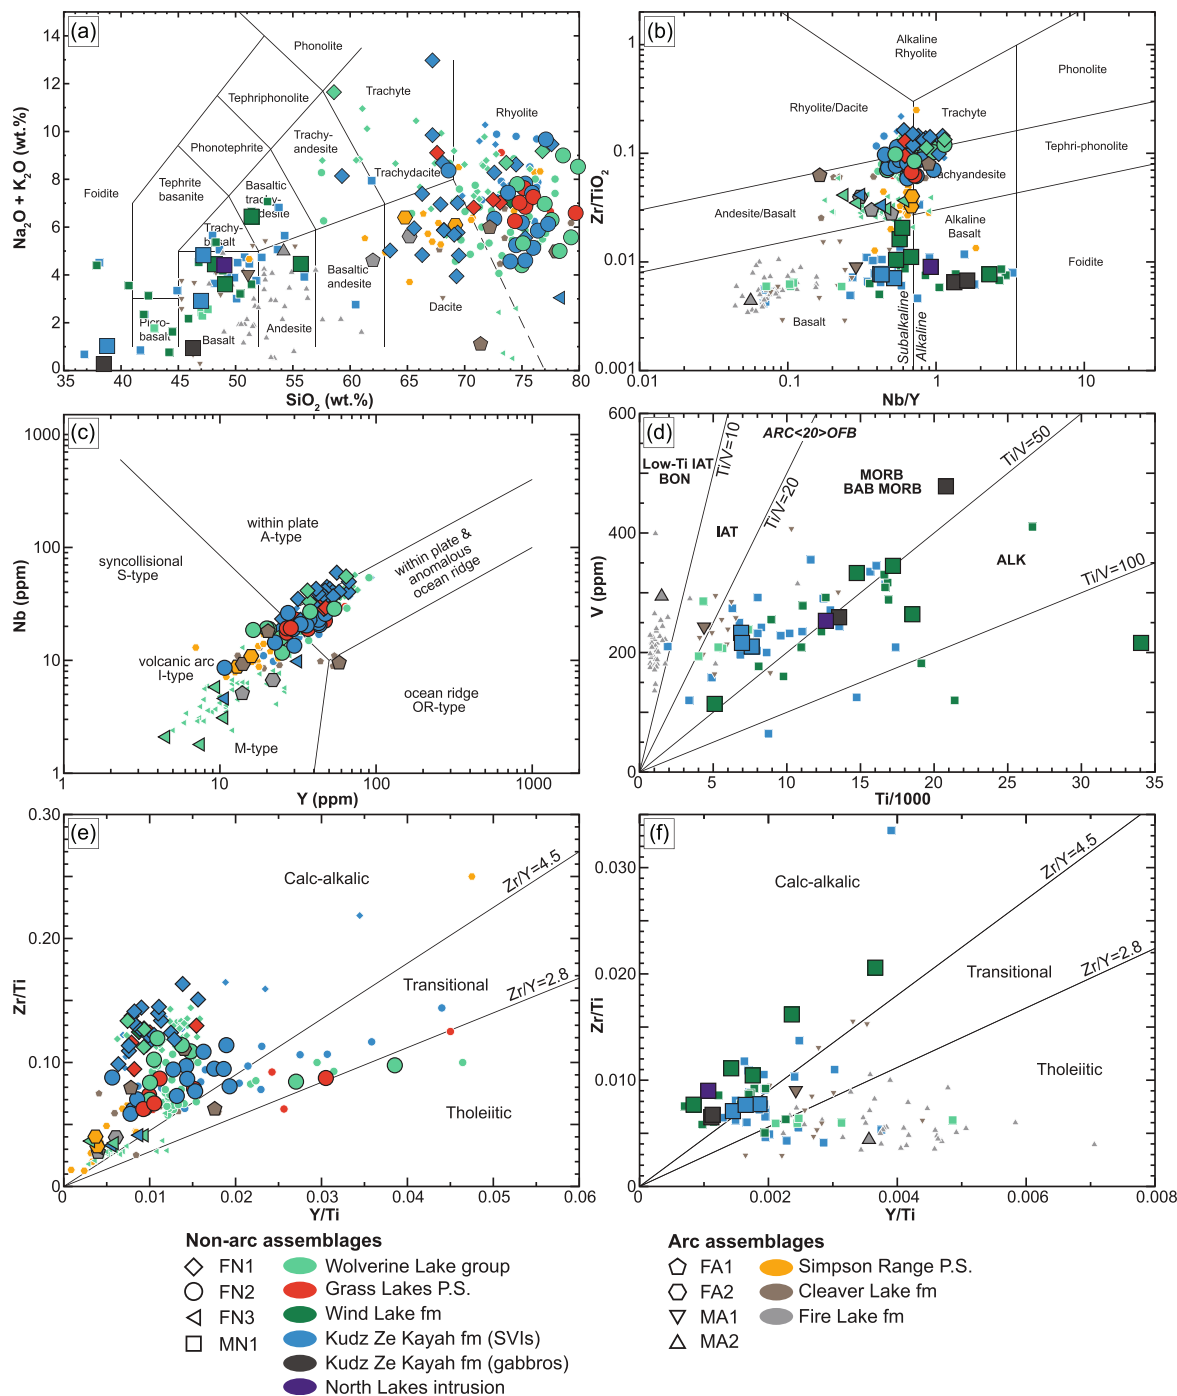 (a)
Na2O + K2O (wt.%)
14
12
10
8
6
4
2
0
Phonolite
Tephriphonolite
Trachyte
Rhyolite
Trachy-
andesite
Phonotephrite
Trachydacite
Foidite
Tephrite
basanite
Basaltic
trachy-
andesite
Trachy-
basalt
Basaltic
andesite
Dacite
Picro-
basalt
Basalt
Andesite
35 40 45 50 55 60 65 70 75 80
SiO2 (wt.%)
(b)
Zr/TiO2
1
0.1
0.01
0.001
Alkaline
Rhyolite
Phonolite
Rhyolite/Dacite
Trachyte
Tephri-phonolite
Trachyandesite
Andesite/Basalt
Alkaline
Basalt
Foidite
Basalt
Subalkaline
Alkaline
0.01 0.1 1 10
Nb/Y
(c)
Nb (ppm)
1000
100
10
1
within plate
A-type
syncollisional
S-type
within plate &
anomalous
ocean ridge
volcanic arc
I-type
ocean ridge
OR-type
M-type
1 10 100 1000
Y (ppm)
(d)
V (ppm)
600
400
200
0
ARC<20>OFB
Low-Ti IAT
BON
Ti/V=10
Ti/V=20
MORB
BAB MORB
Ti/V=50
IAT
ALK
Ti/V=100
0 5 10 15 20 25 30 35
Ti/1000
(e)
Zr/Ti
0.30
0.20
0.10
0
Calc-alkalic
Zr/Y=4.5
Transitional
Zr/Y=2.8
Tholeiitic
0 0.01 0.02 0.03 0.04 0.05 0.06
Y/Ti
(f)
Zr/Ti
0.030
0.020
0.010
0
Calc-alkalic
Zr/Y=4.5
Transitional
Zr/Y=2.8
Tholeiitic
0 0.002 0.004 0.006 0.008
Y/Ti
Non-arc assemblages
FN1
FN2
FN3
MN1
Wolverine Lake group
Grass Lakes P.S.
Wind Lake fm
Kudz Ze Kayah fm (SVIs)
Kudz Ze Kayah fm (gabbros)
North Lakes intrusion
Arc assemblages
FA1
FA2
MA1
MA2
Simpson Range P.S.
Cleaver Lake fm
Fire Lake fm